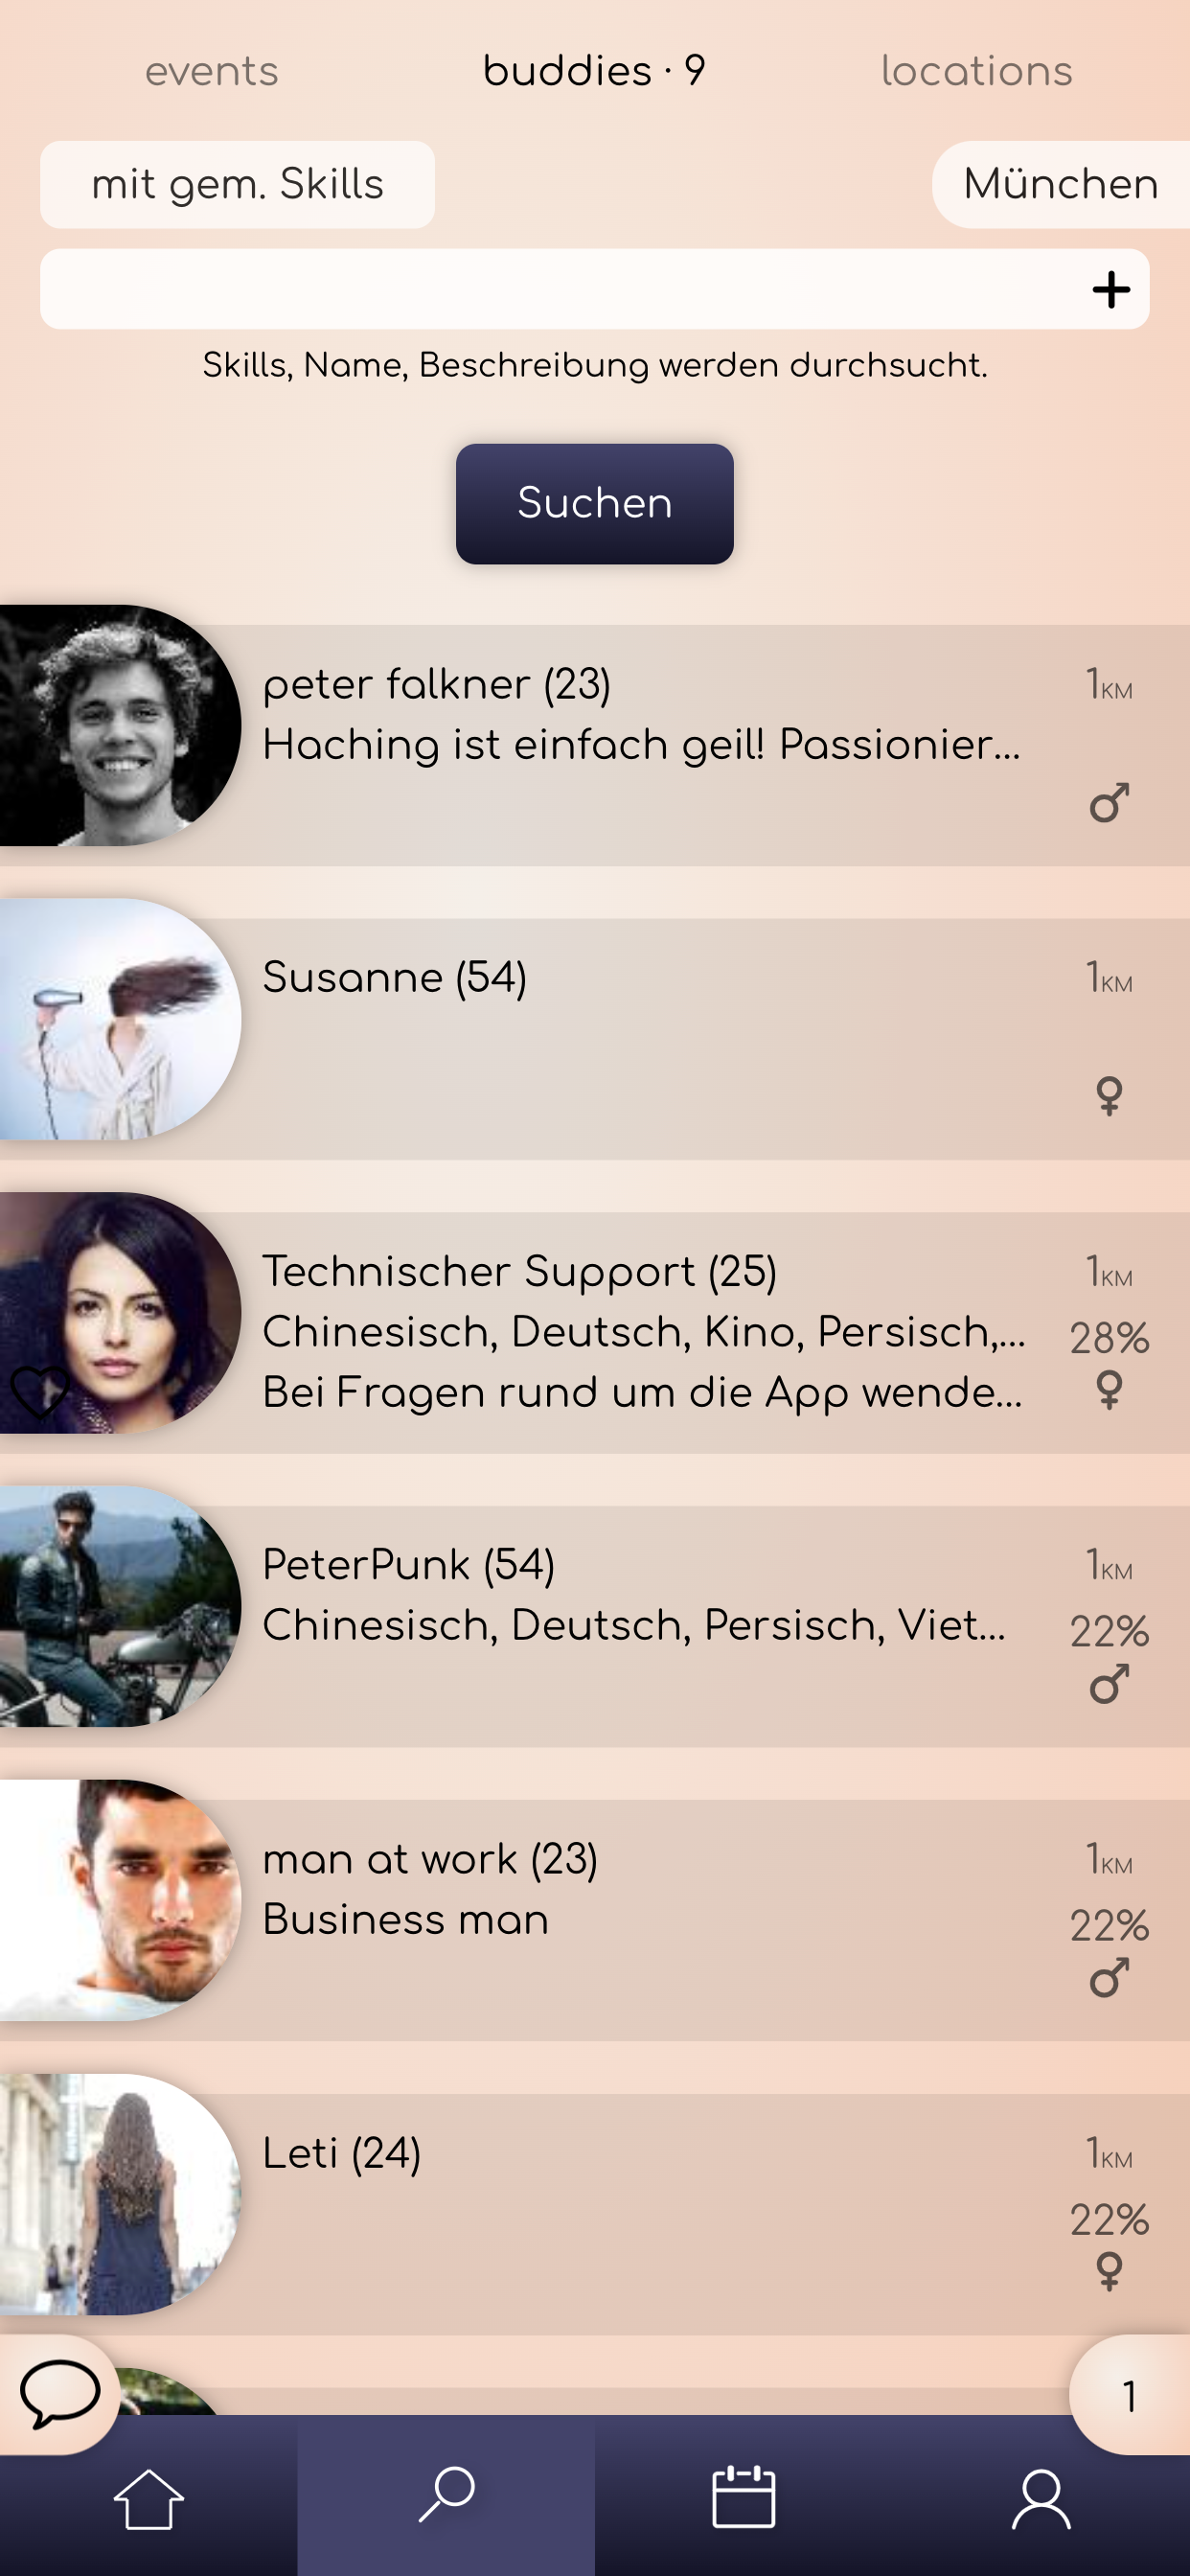 events buddies · 9 locations
mit gem. Skills München
Skills, Name, Beschreibung werden durchsucht.
Suchen
peter falkner (23) 1KM
Haching ist einfach geil! Passionier...
Susanne (54) 1KM
Technischer Support (25) 1KM
Chinesisch, Deutsch, Kino, Persisch,... 28%
Bei Fragen rund um die App wende...
PeterPunk (54) 1KM
Chinesisch, Deutsch, Persisch, Viet... 22%
man at work (23) 1KM
Business man 22%
Leti (24) 1KM
22%
1